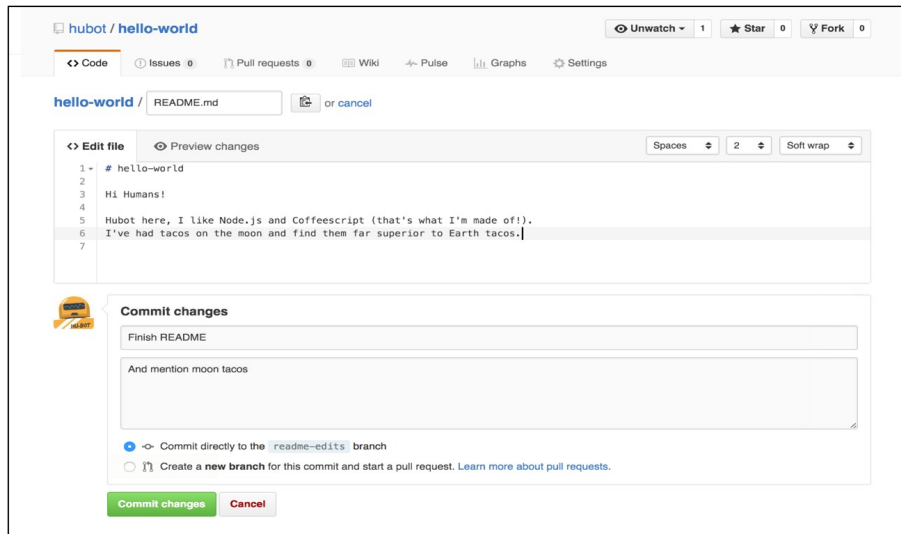 hubot / hello-world
Unwatch 1 Star 0 Fork 0
Code Issues 0 Pull requests 0 Wiki Pulse Graphs Settings
hello-world / README.md or cancel
Edit file Preview changes Spaces 2 Soft wrap
1 # hello-world
2
3 Hi Humans!
4
5 Hubot here, I like Node.js and Coffeescript (that's what I'm made of!).
6 I've had tacos on the moon and find them far superior to Earth tacos.
7
HU-BOT
Commit changes
Finish README
And mention moon tacos
Commit directly to the readme-edits branch
Create a new branch for this commit and start a pull request. Learn more about pull requests.
Commit changes Cancel